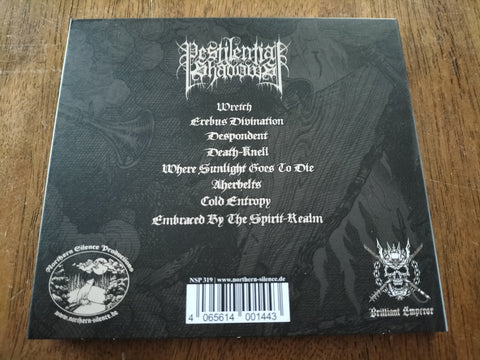 Pestilential
Shadows
Wretch
Erebus Divination
Despondent
Death-Knell
Where Sunlight Goes To Die
Aherbelts
Cold Entropy
Embraced By The Spirit-Realm
Northern Silence Productions
www.northern-silence.de
NSP 319 | www.northern-silence.de
4 065614 001443
Brilliant Emperor